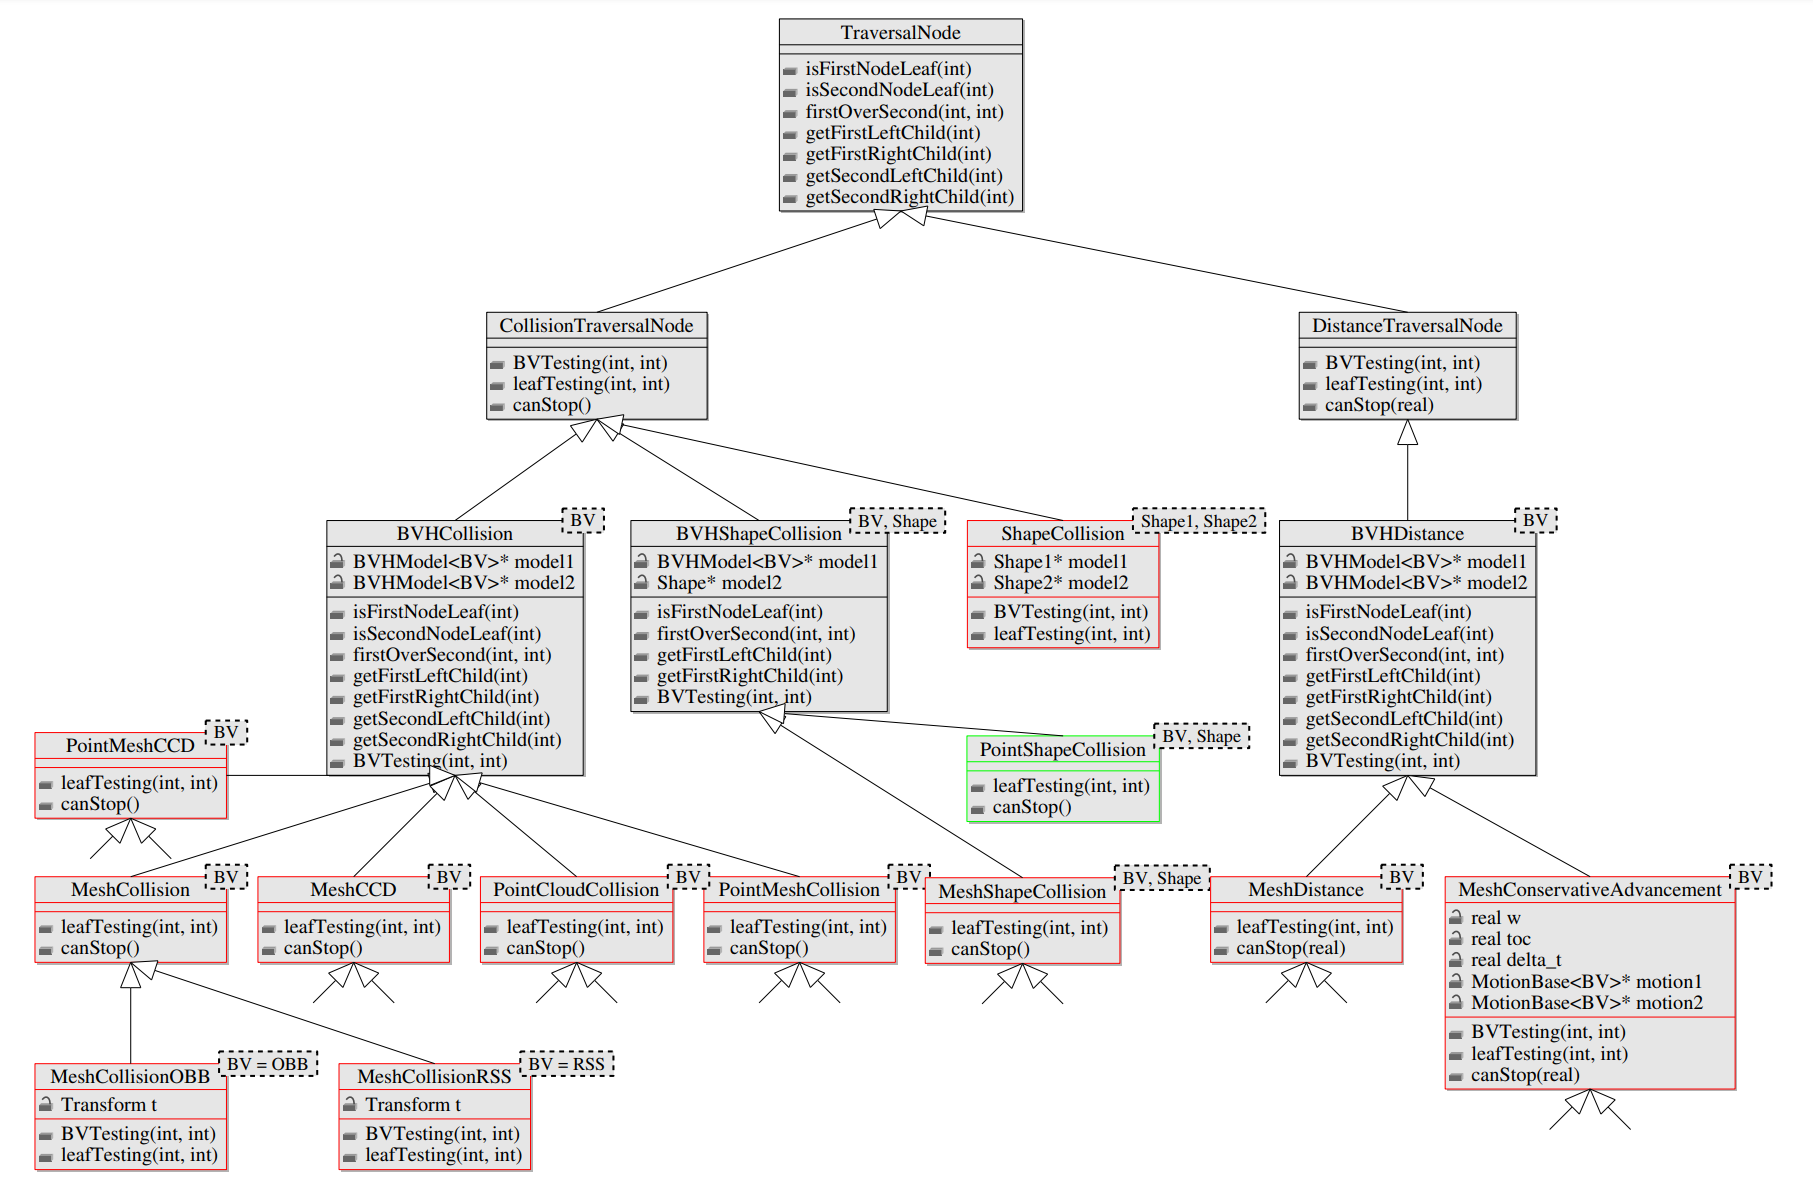 TraversalNode
isFirstNodeLeaf(int)
isSecondNodeLeaf(int)
firstOverSecond(int, int)
getFirstLeftChild(int)
getFirstRightChild(int)
getSecondLeftChild(int)
getSecondRightChild(int)
CollisionTraversalNode
BVTesting(int, int)
leafTesting(int, int)
canStop()
DistanceTraversalNode
BVTesting(int, int)
leafTesting(int, int)
canStop(real)
BV
BVHCollision
BVHModel<BV>* model1
BVHModel<BV>* model2
isFirstNodeLeaf(int)
isSecondNodeLeaf(int)
firstOverSecond(int, int)
getFirstLeftChild(int)
getFirstRightChild(int)
getSecondLeftChild(int)
getSecondRightChild(int)
BVTesting(int, int)
BV, Shape
BVHShapeCollision
BVHModel<BV>* model1
Shape* model2
isFirstNodeLeaf(int)
firstOverSecond(int, int)
getFirstLeftChild(int)
getFirstRightChild(int)
BVTesting(int, int)
Shape1, Shape2
ShapeCollision
Shape1* model1
Shape2* model2
BVTesting(int, int)
leafTesting(int, int)
BV
BVHDistance
BVHModel<BV>* model1
BVHModel<BV>* model2
isFirstNodeLeaf(int)
isSecondNodeLeaf(int)
firstOverSecond(int, int)
getFirstLeftChild(int)
getFirstRightChild(int)
getSecondLeftChild(int)
getSecondRightChild(int)
BVTesting(int, int)
BV
PointMeshCCD
leafTesting(int, int)
canStop()
BV, Shape
PointShapeCollision
leafTesting(int, int)
canStop()
BV
MeshCollision
leafTesting(int, int)
canStop()
BV
MeshCCD
leafTesting(int, int)
canStop()
BV
PointCloudCollision
leafTesting(int, int)
canStop()
BV
PointMeshCollision
leafTesting(int, int)
canStop()
BV, Shape
MeshShapeCollision
leafTesting(int, int)
canStop()
BV
MeshDistance
leafTesting(int, int)
canStop(real)
BV
MeshConservativeAdvancement
real w
real toc
real delta_t
MotionBase<BV>* motion1
MotionBase<BV>* motion2
BVTesting(int, int)
leafTesting(int, int)
canStop(real)
BV = OBB
MeshCollisionOBB
Transform t
BVTesting(int, int)
leafTesting(int, int)
BV = RSS
MeshCollisionRSS
Transform t
BVTesting(int, int)
leafTesting(int, int)